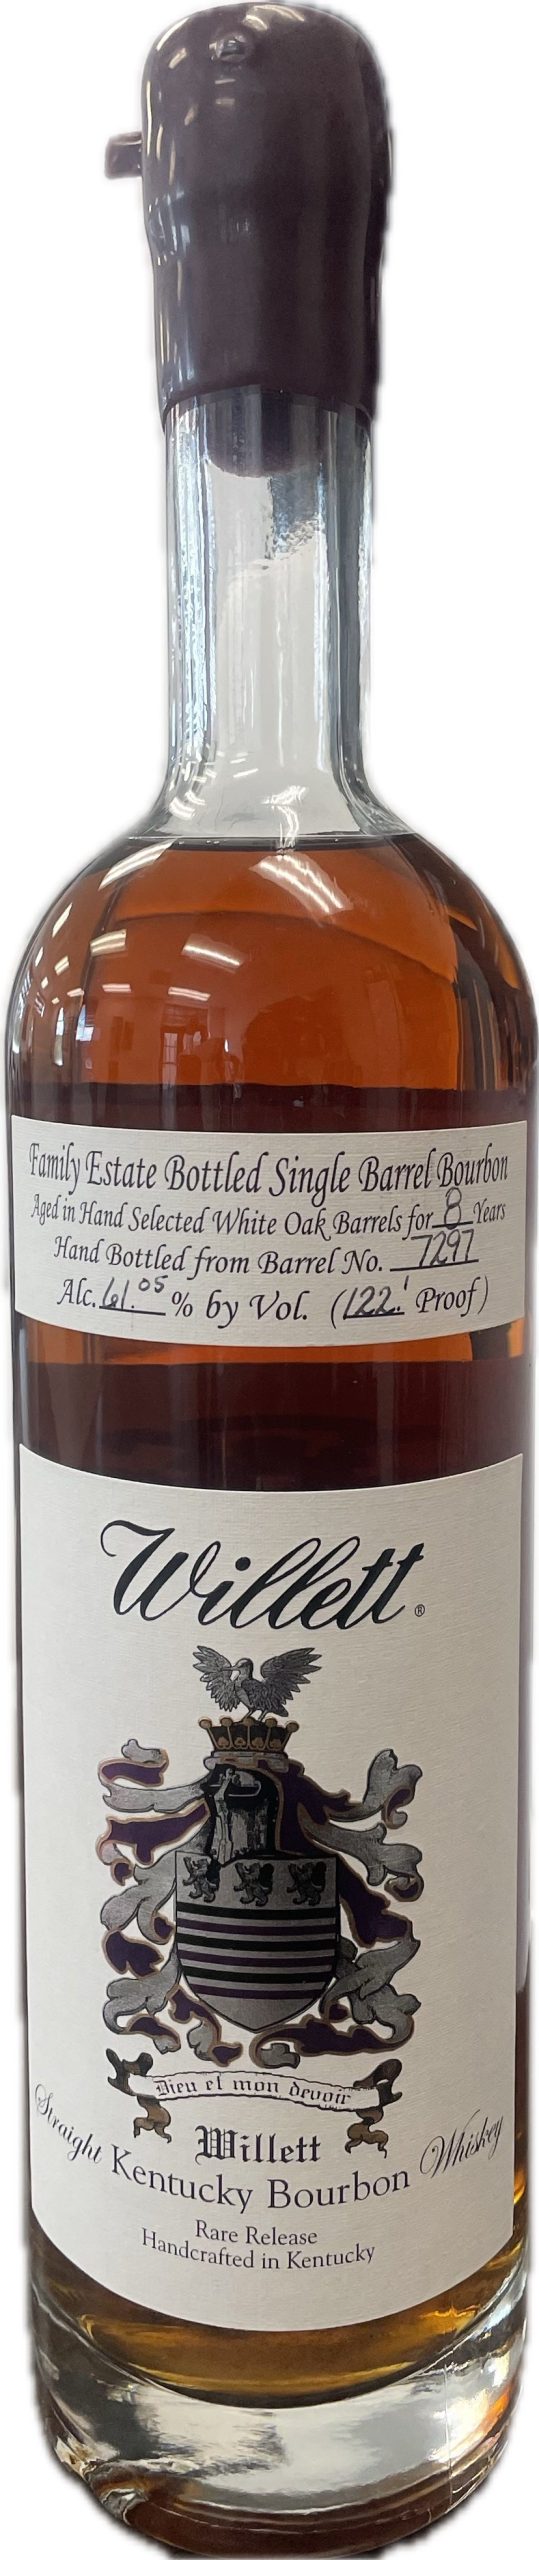 Family Estate Bottled Single Barrel Bourbon
Aged in Hand Selected White Oak Barrels for 8 Years
Hand Bottled from Barrel No. 7297
Alc. 61.05 % by Vol. (122.1 Proof)
Willett®
Dieu et mon devoir
Willett
Straight Kentucky Bourbon Whiskey
Rare Release
Handcrafted in Kentucky